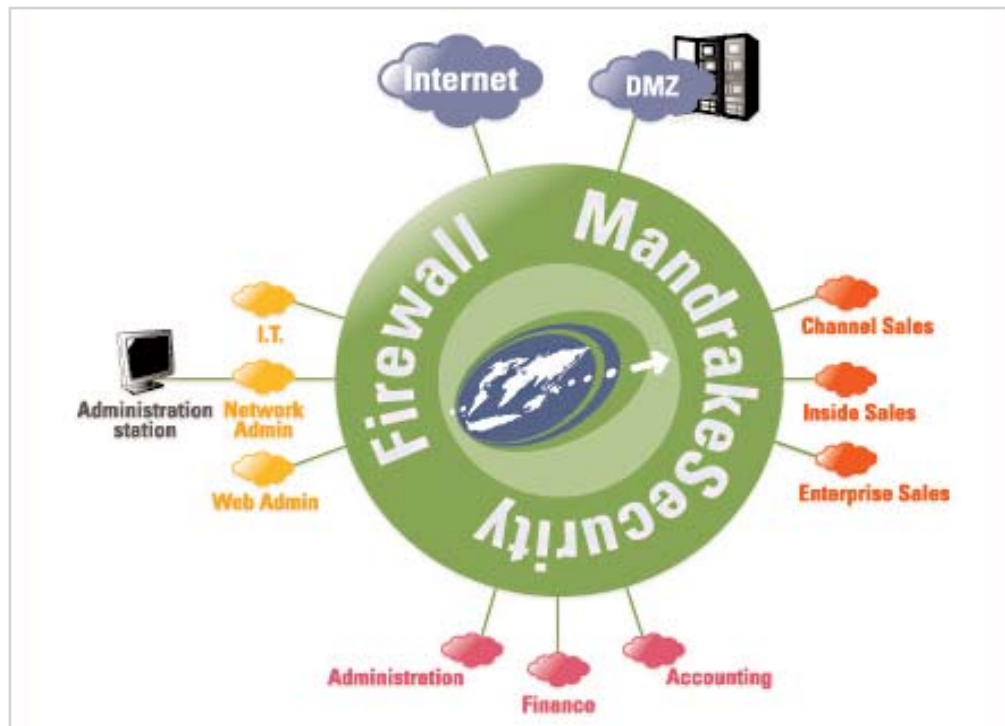 Internet
DMZ
Firewall
MandrakeSecurity
I.T.
Administration
station
Network
Admin
Web Admin
Channel Sales
Inside Sales
Enterprise Sales
Administration
Finance
Accounting